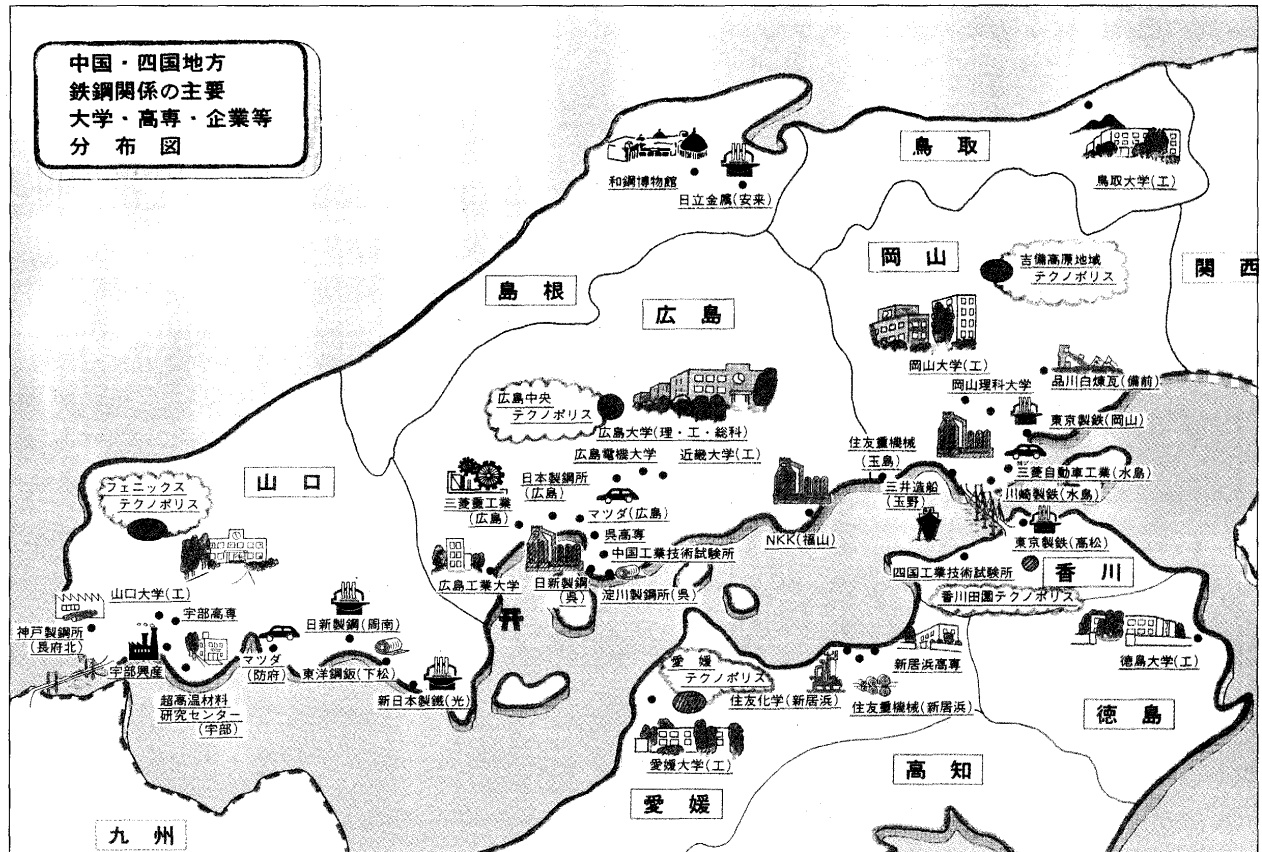 中国・四国地方
鉄鋼関係の主要
大学・高専・企業等
分布図
鳥取
鳥取大学(工)
和鋼博物館
日立金属(安来)
島根
広島
岡山
吉備高原地域
テクノポリス
関西
岡山大学(工)
岡山理科大学
品川白煉瓦(備前)
東京製鉄(岡山)
住友重機械
(玉島)
三菱自動車工業(水島)
川崎製鉄(水島)
三井造船
(玉野)
広島中央
テクノポリス
広島大学(理・工・総科)
広島電機大学
近畿大学(工)
日本製鋼所
(広島)
三菱重工業
(広島)
マツダ(広島)
呉高専
中国工業技術試験所
NKK(福山)
広島工業大学
日新製鋼
(呉)
淀川製鋼所(呉)
東京製鉄(高松)
四国工業技術試験所
香川
香川田園テクノポリス
山口
フェニックス
テクノポリス
山口大学(工)
宇部高専
神戸製鋼所
(長府北)
宇部興産
超高温材料
研究センター
(宇部)
マツダ
(防府)
日新製鋼(周南)
東洋鋼鈑(下松)
新日本製鐵(光)
愛媛
テクノポリス
新居浜高専
住友化学(新居浜)
住友重機械(新居浜)
愛媛大学(工)
愛媛
徳島大学(工)
徳島
高知
九州